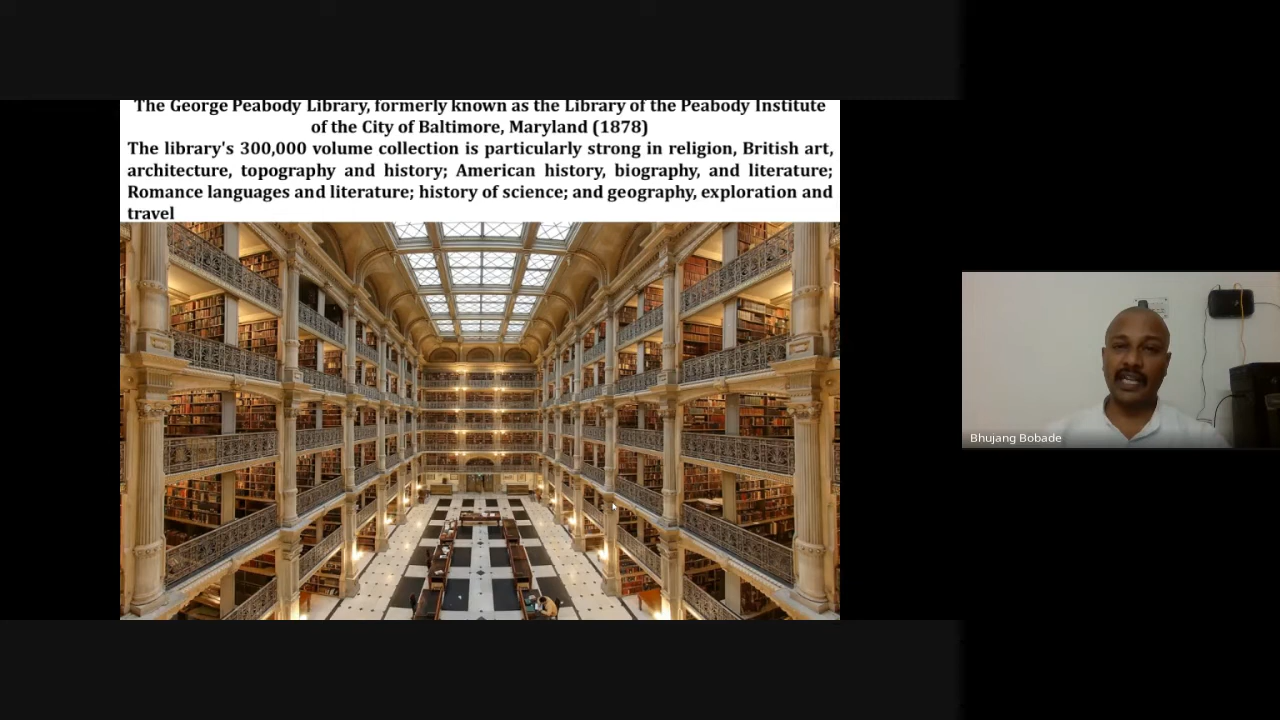 The George Peabody Library, formerly known as the Library of the Peabody Institute
of the City of Baltimore, Maryland (1878)
The library's 300,000 volume collection is particularly strong in religion, British art,
architecture, topography and history; American history, biography, and literature;
Romance languages and literature; history of science; and geography, exploration and
travel
Bhujang Bobade